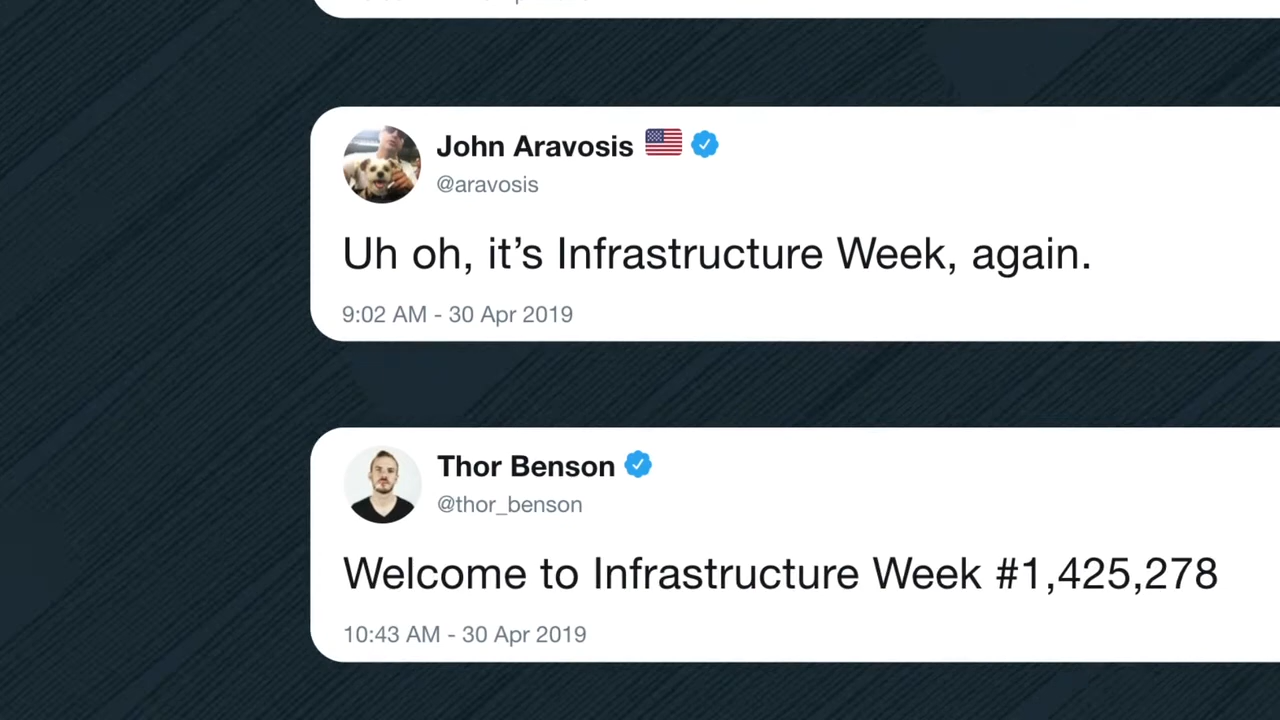 John Aravosis
@aravosis
Uh oh, it’s Infrastructure Week, again.
9:02 AM - 30 Apr 2019
Thor Benson
@thor_benson
Welcome to Infrastructure Week #1,425,278
10:43 AM - 30 Apr 2019